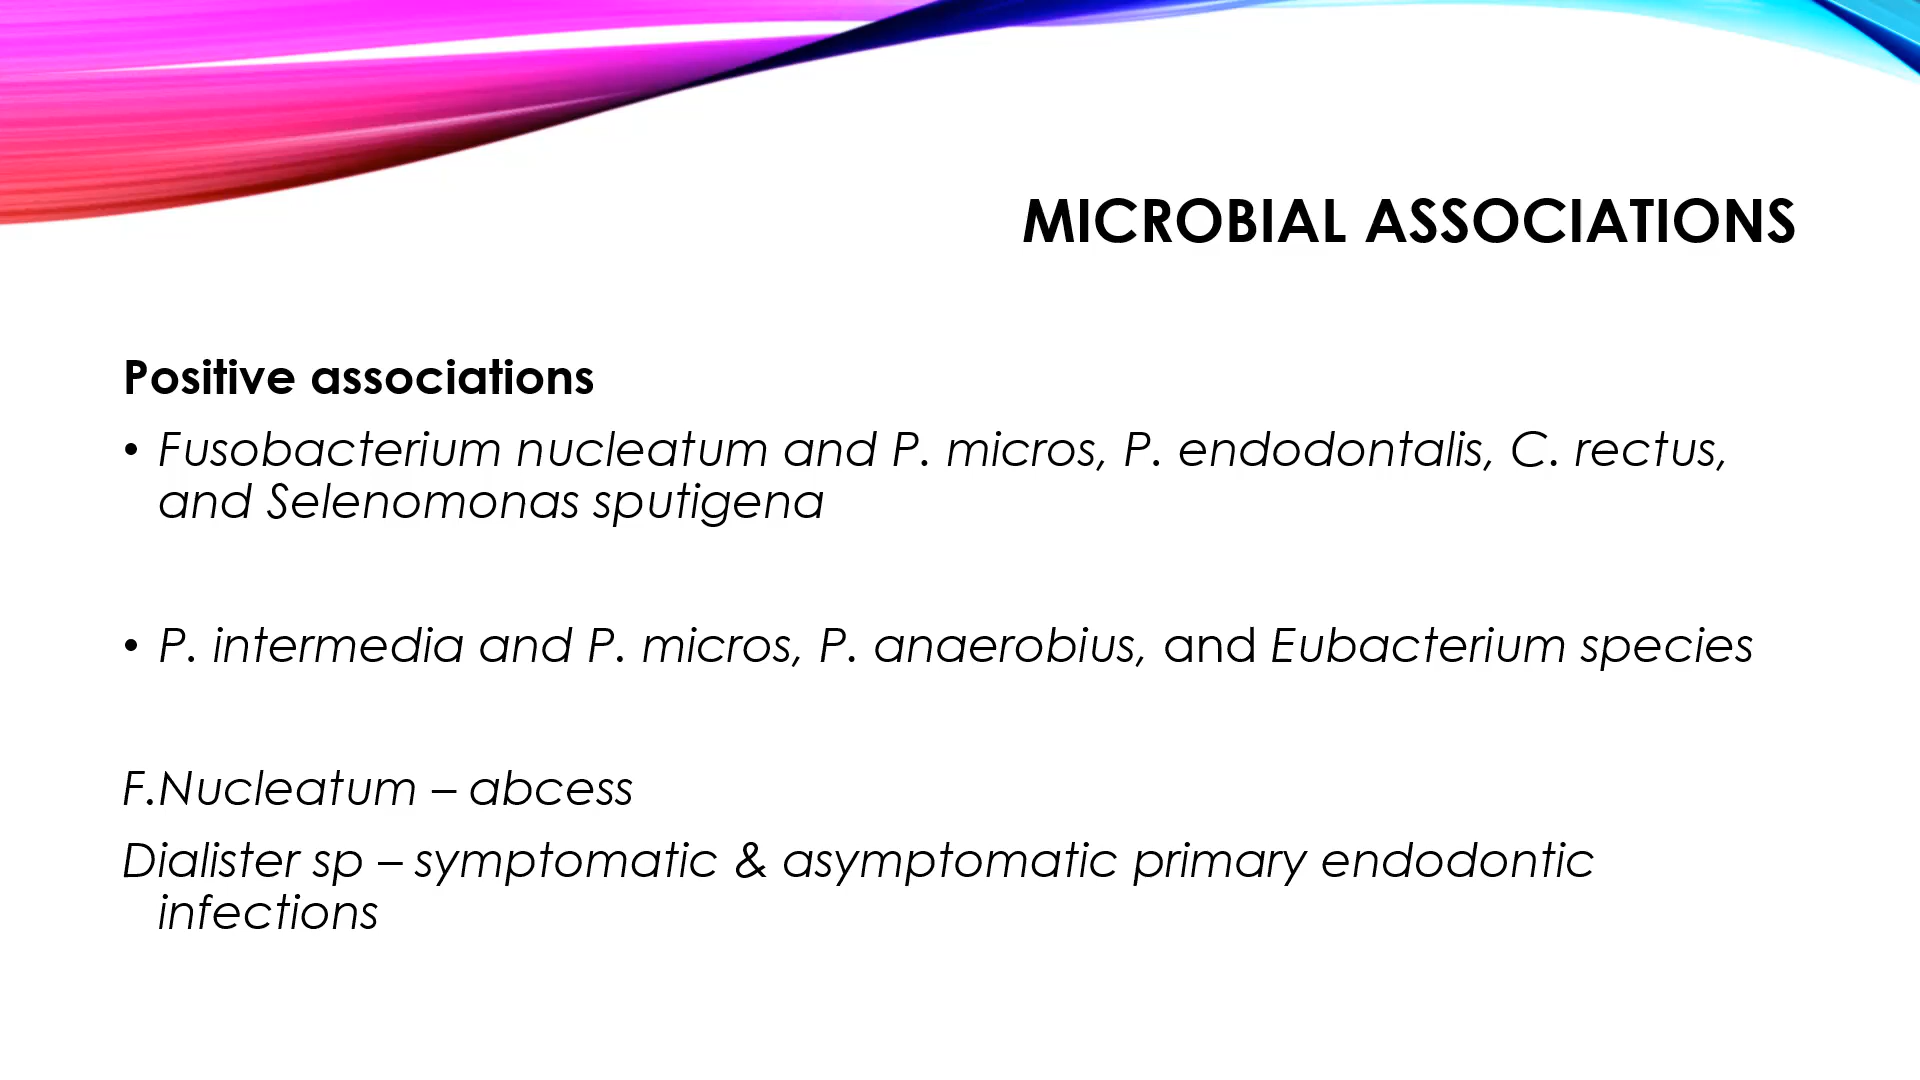 MICROBIAL ASSOCIATIONS
Positive associations
• Fusobacterium nucleatum and P. micros, P. endodontalis, C. rectus,
and Selenomonas sputigena
• P. intermedia and P. micros, P. anaerobius, and Eubacterium species
F.Nucleatum – abcess
Dialister sp – symptomatic & asymptomatic primary endodontic
infections